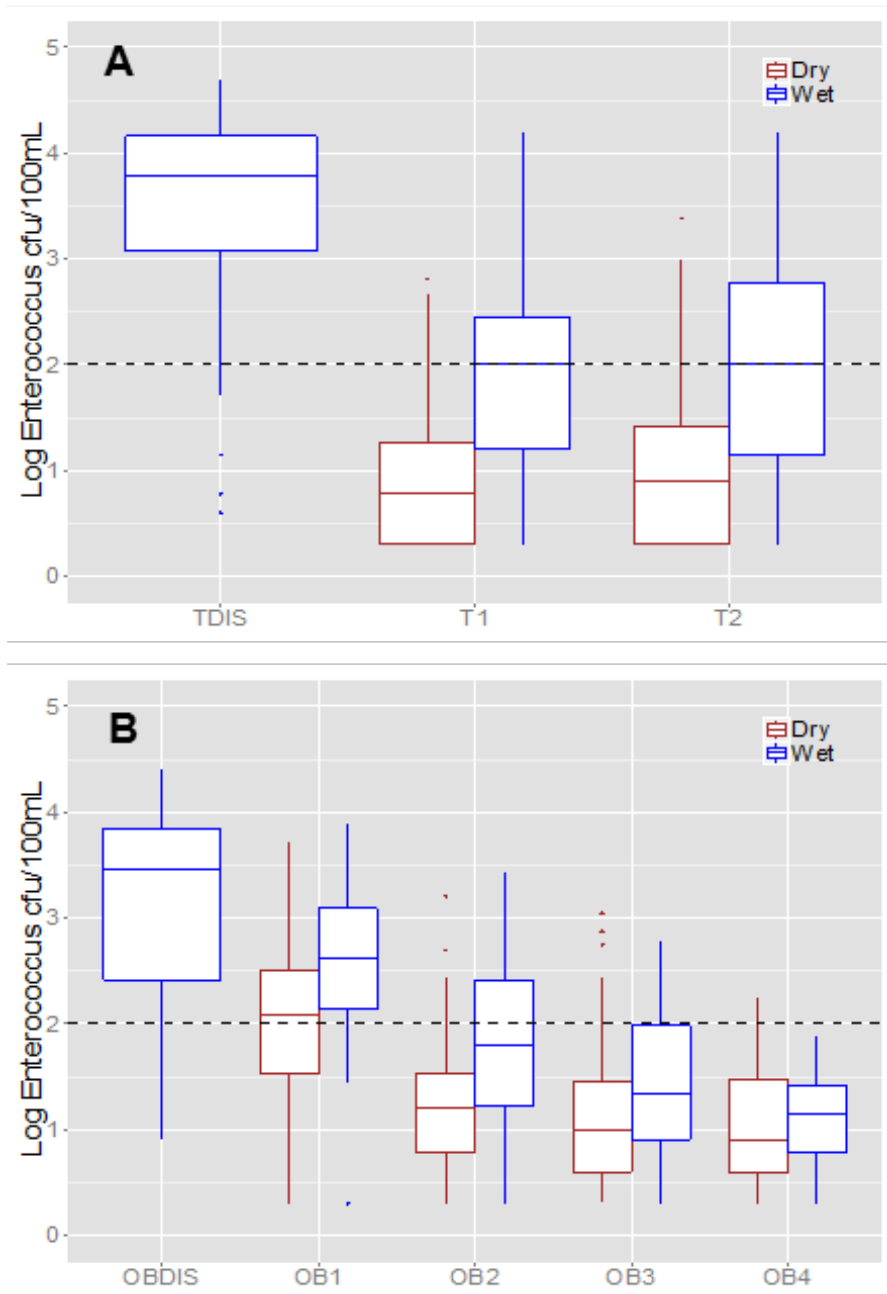 A
Dry
Wet
Log Enterococcus cfu/100mL
5
4
3
2
1
0
TDIS T1 T2
B
Dry
Wet
Log Enterococcus cfu/100mL
5
4
3
2
1
0
OBDIS OB1 OB2 OB3 OB4